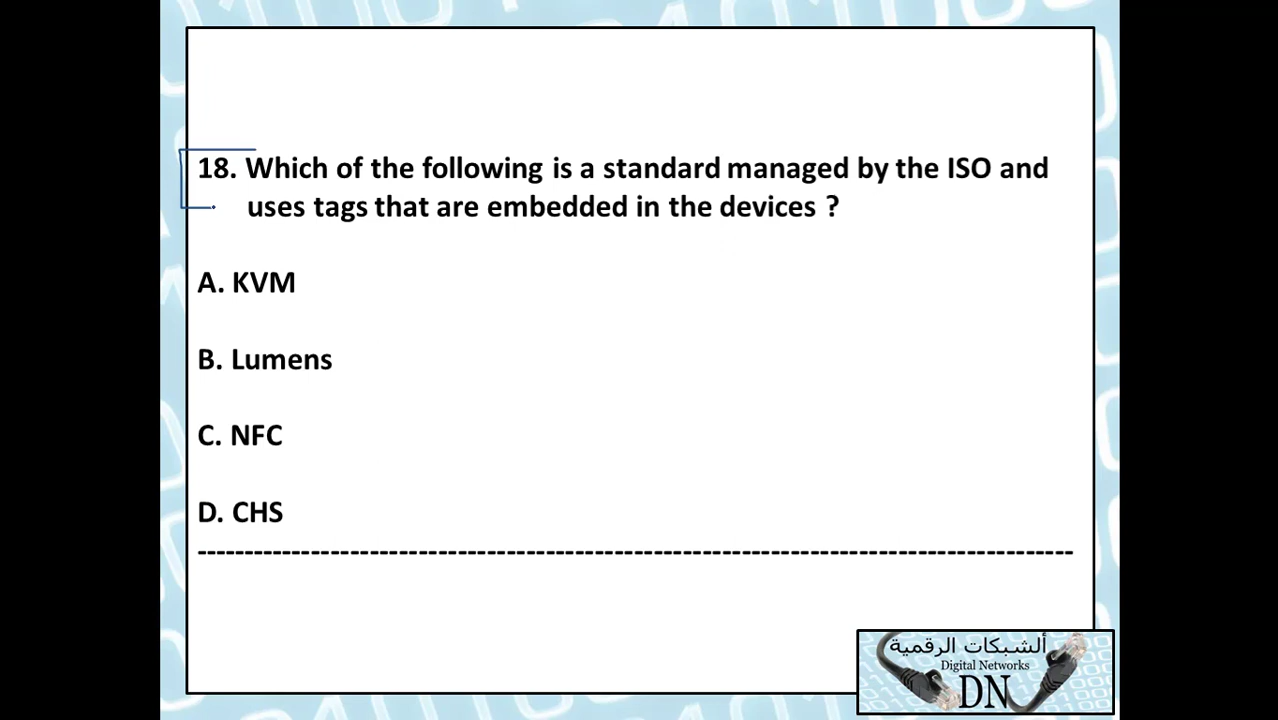 18. Which of the following is a standard managed by the ISO and
uses tags that are embedded in the devices ?
A. KVM
B. Lumens
C. NFC
D. CHS
--------------------------------------------------------------------------------------
ألشبكات الرقمية
Digital Networks
DN